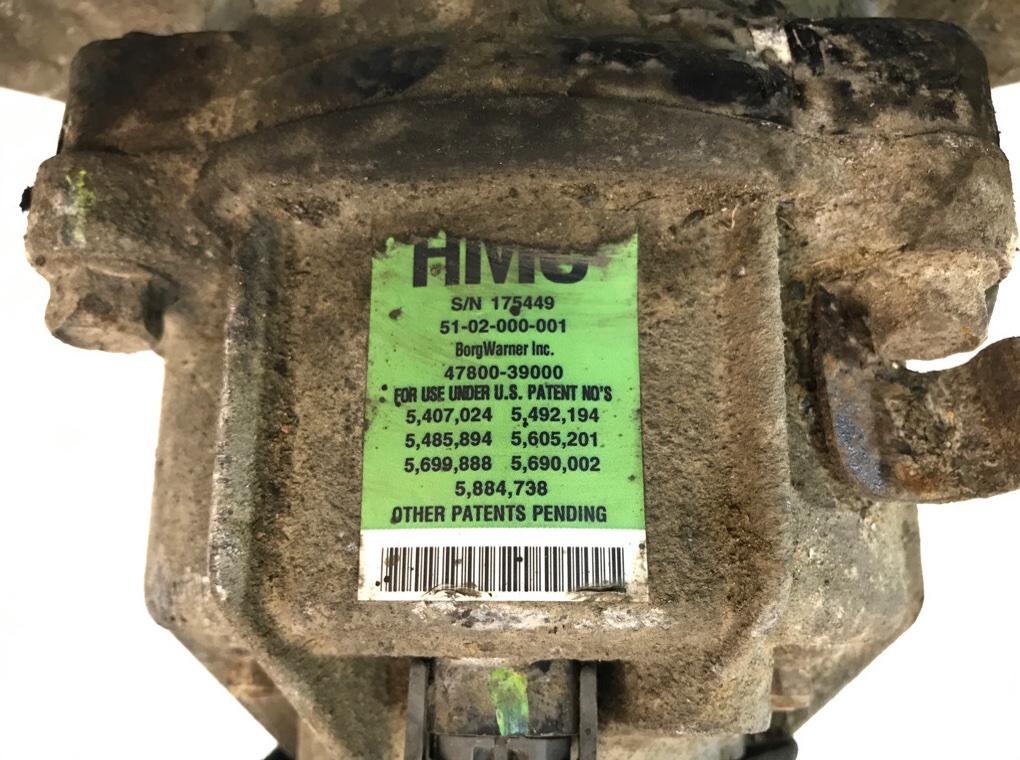 HMC
S/N 175449
51-02-000-001
BorgWarner Inc.
47800-39000
FOR USE UNDER U.S. PATENT NO'S
5,407,024 5,492,194
5,485,894 5,605,201
5,699,888 5,690,002
5,884,738
OTHER PATENTS PENDING